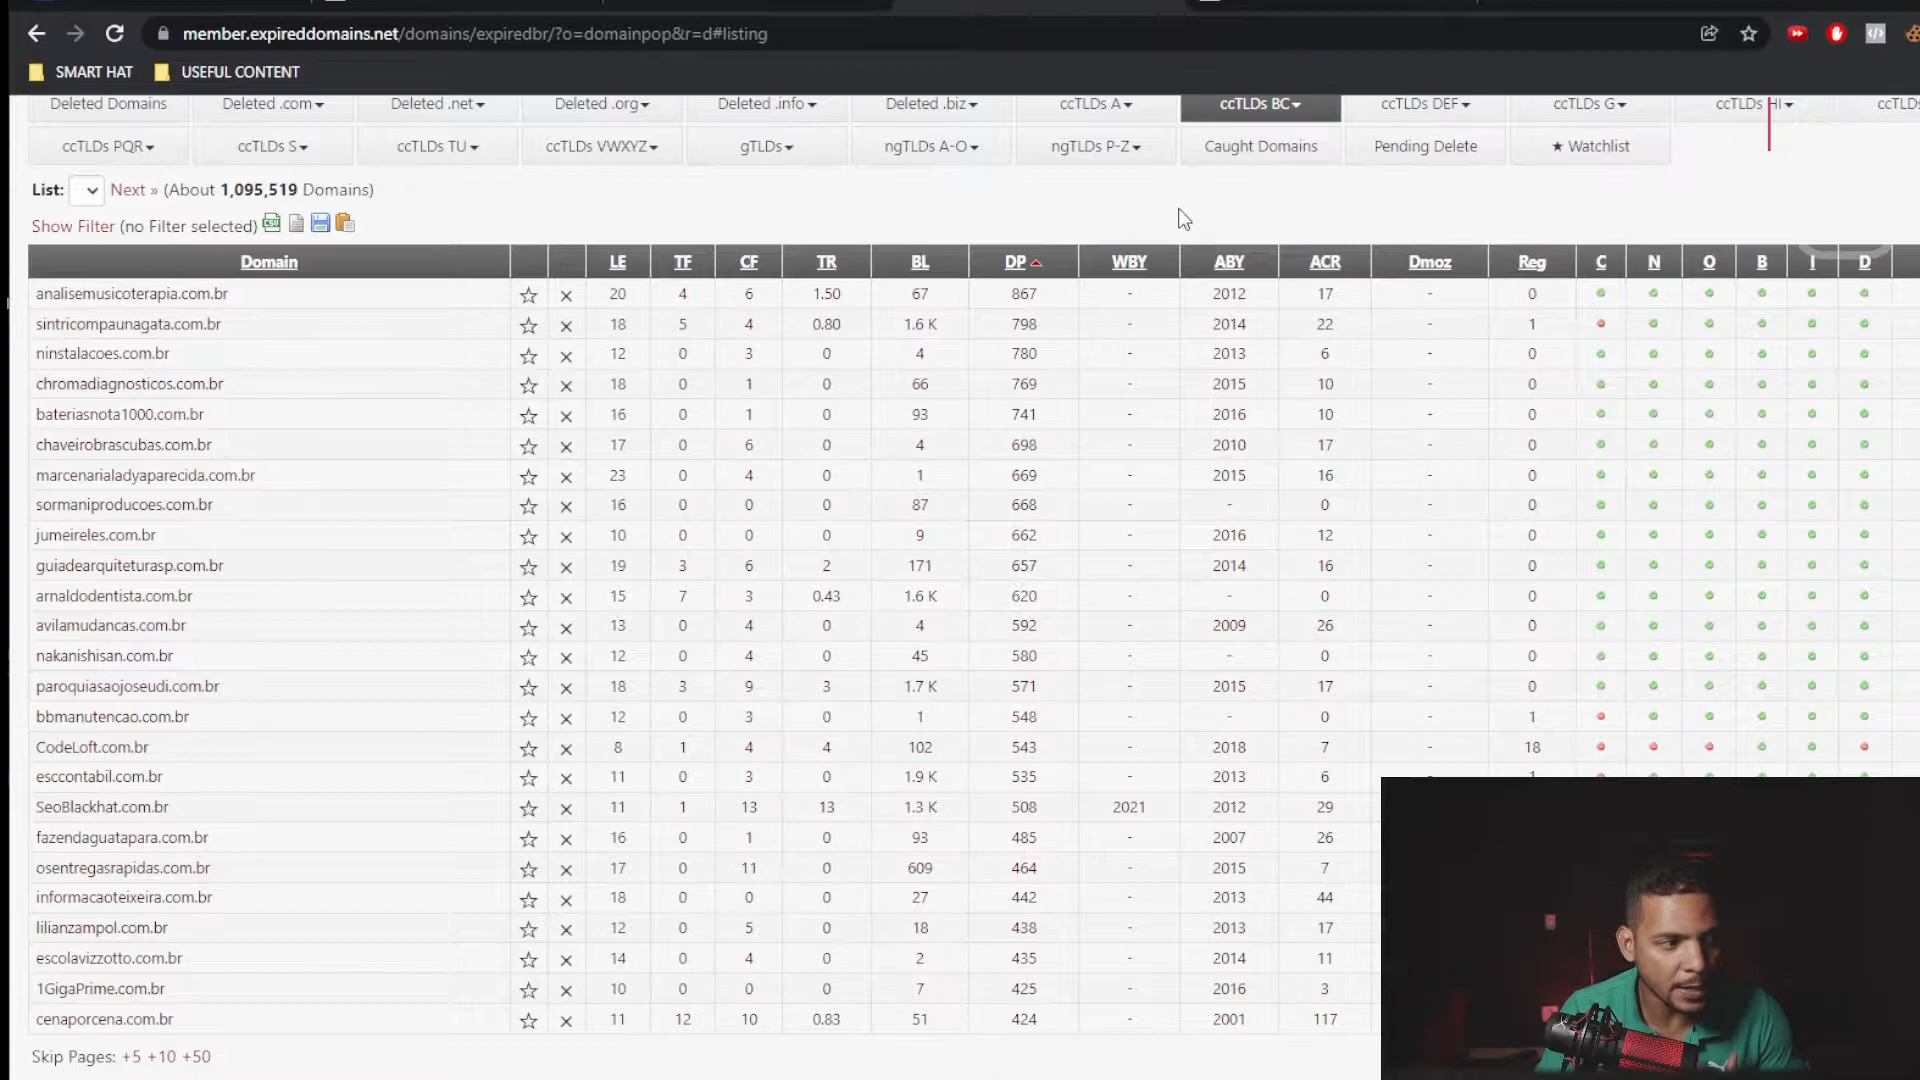 member.expireddomains.net/domains/expiredbr/?o=domainpop&r=d#listing
SMART HAT USEFUL CONTENT
Deleted Domains Deleted .com Deleted .net Deleted .org Deleted .info Deleted .biz ccTLDs A ccTLDs BC ccTLDs DEF ccTLDs G ccTLDs HI ccTLDs
ccTLDs PQR ccTLDs S ccTLDs TU ccTLDs VWXYZ gTLDs ngTLDs A-O ngTLDs P-Z Caught Domains Pending Delete ★ Watchlist
List: Next » (About 1,095,519 Domains)
Show Filter (no Filter selected)
Domain LE TF CF TR BL DP WBY ABY ACR Dmoz Reg C N O B I D
analisemusicoterapia.com.br 20 4 6 1.50 67 867 - 2012 17 - 0
sintricompaunagata.com.br 18 5 4 0.80 1.6 K 798 - 2014 22 - 1
ninstalacoes.com.br 12 0 3 0 4 780 - 2013 6 - 0
chromadiagnosticos.com.br 18 0 1 0 66 769 - 2015 10 - 0
bateriasnota1000.com.br 16 0 1 0 93 741 - 2016 10 - 0
chaveirobrascubas.com.br 17 0 6 0 4 698 - 2010 17 - 0
marcenarialadyaparecida.com.br 23 0 4 0 1 669 - 2015 16 - 0
sormaniproducoes.com.br 16 0 0 0 87 668 - - 0 - 0
jumeireles.com.br 10 0 0 0 9 662 - 2016 12 - 0
guiadearquiteturasp.com.br 19 3 6 2 171 657 - 2014 16 - 0
arnaldodentista.com.br 15 7 3 0.43 1.6 K 620 - - 0 - 0
avilamudancas.com.br 13 0 4 0 4 592 - 2009 26 - 0
nakanishisan.com.br 12 0 4 0 45 580 - - 0 - 0
paroquiasaojoseudi.com.br 18 3 9 3 1.7 K 571 - 2015 17 - 0
bbmanutencao.com.br 12 0 3 0 1 548 - - 0 - 1
CodeLoft.com.br 8 1 4 4 102 543 - 2018 7 - 18
esccontabil.com.br 11 0 3 0 1.9 K 535 - 2013 6 - 1
SeoBlackhat.com.br 11 1 13 13 1.3 K 508 2021 2012 29
fazendaguatapara.com.br 16 0 1 0 93 485 - 2007 26
osentregasrapidas.com.br 17 0 11 0 609 464 - 2015 7
informacaoteixeira.com.br 18 0 0 0 27 442 - 2013 44
lilianzampol.com.br 12 0 5 0 18 438 - 2013 17
escolavizzotto.com.br 14 0 4 0 2 435 - 2014 11
1GigaPrime.com.br 10 0 0 0 7 425 - 2016 3
cenaporcena.com.br 11 12 10 0.83 51 424 - 2001 117
Skip Pages: +5 +10 +50